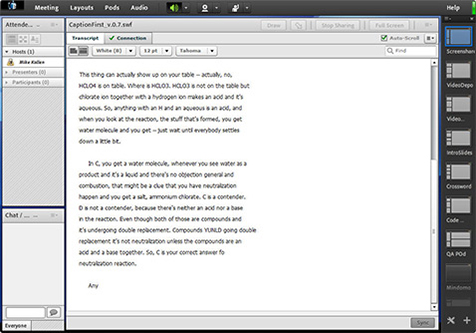 Meeting Layouts Pods Audio Help
Attende...
Hosts (1)
Mike Kollen
Presenters (0)
Participants (0)
Chat /
Everyone
CaptionFirst_v.0.7.swf
Draw
Stop Sharing
Full Screen
Transcript Connection
Auto-Scroll
White (B) 12 pt Tahoma
Find
This thing can actually show up on your table -- actually, no,
HCLO4 is on table. Where is HCLO3. HCLO3 is not on the table but
chlorate ion together with a hydrogen ion makes an acid and it's
aqueous. So, anything with an H and an aqueous is an acid, and
when you look at the reaction, the stuff that's formed, you get
water molecule and you get -- just wait until everybody settles
down a little bit.
In C, you get a water molecule, whenever you see water as a
product and it's a liquid and there's no objection general and
combustion, that might be a clue that you have neutralization
happen and you get a salt, ammonium chlorate. C is a contender.
D is not a contender, because there's neither an acid nor a base
in the reaction. Even though both of those are compounds and
it's undergoing double replacement. Compounds YUNLD going double
replacement it's not neutralization unless the compounds are an
acid and a base together. So, C is your correct answer fo
neutralization reaction.
Any
Sync
Screenshare
VideoDepo
Video...
IntroSlides
Crossword
Code ...
QA POd